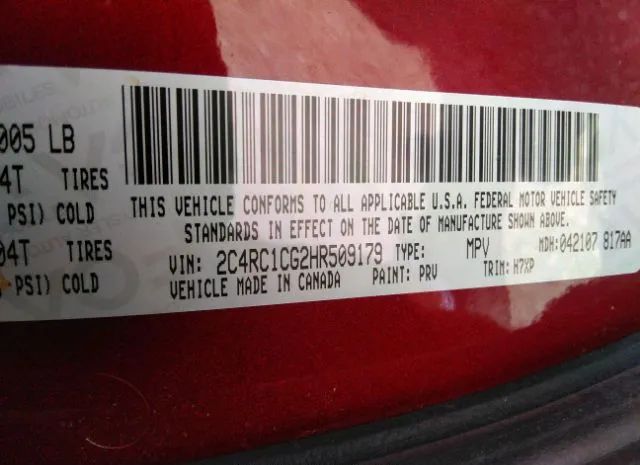 005 LB
4T TIRES
PSI) COLD
04T TIRES
PSI) COLD
THIS VEHICLE CONFORMS TO ALL APPLICABLE U.S.A. FEDERAL MOTOR VEHICLE SAFETY
STANDARDS IN EFFECT ON THE DATE OF MANUFACTURE SHOWN ABOVE.
VIN: 2C4RC1CG2HR509179 TYPE: MPV MDH:042107 817AA
VEHICLE MADE IN CANADA PAINT: PRV TRIM: H7XP